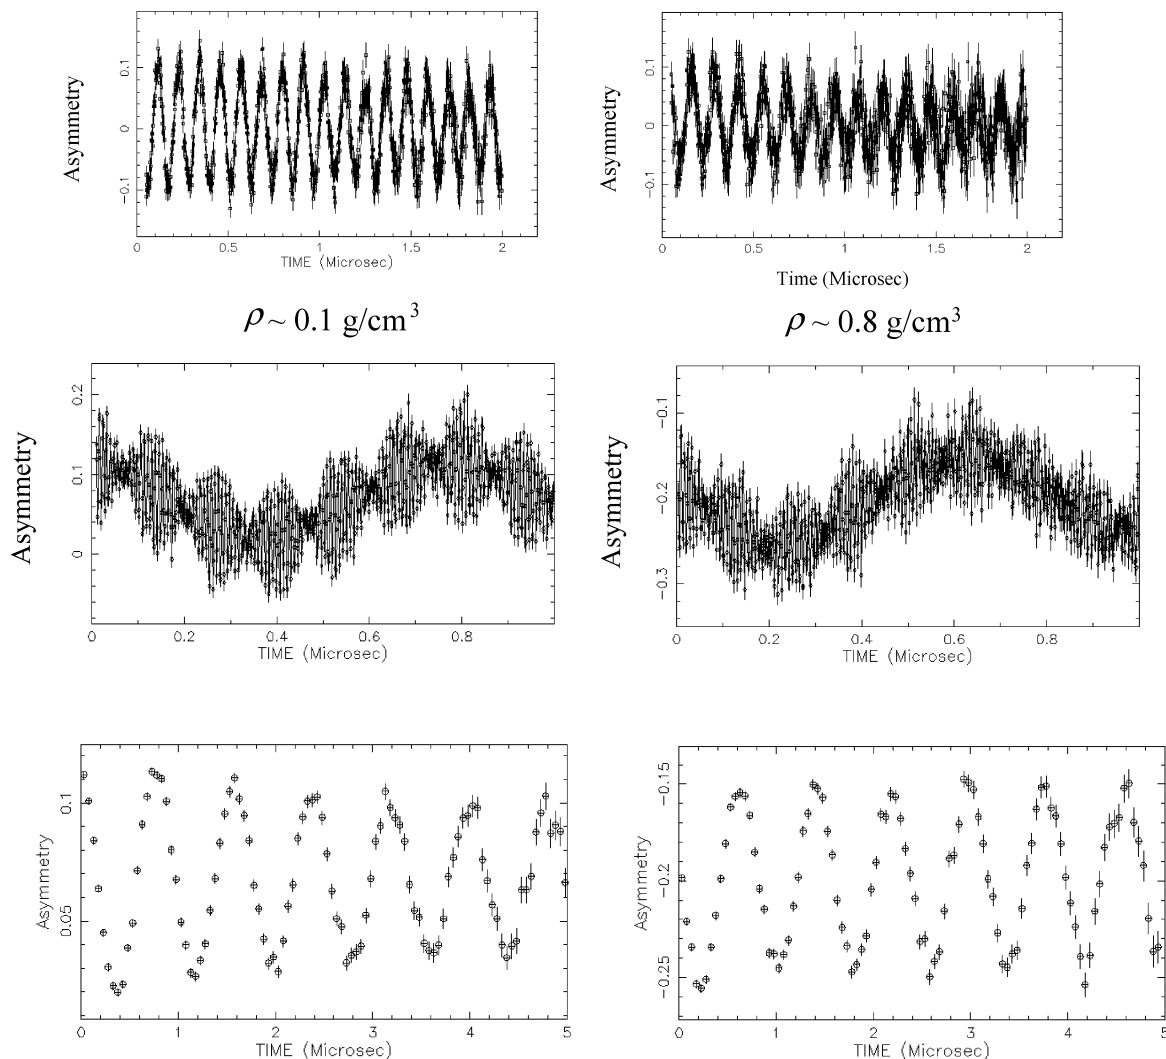 Asymmetry
0.1
0
−0.1
0 0.5 1 1.5 2
TIME (Microsec)
Asymmetry
0.1
0
−0.1
0 0.5 1 1.5 2
Time (Microsec)
ρ ~ 0.1 g/cm³
ρ ~ 0.8 g/cm³
Asymmetry
0.2
0.1
0
0 0.2 0.4 0.6 0.8
TIME (Microsec)
Asymmetry
−0.1
−0.2
−0.3
0 0.2 0.4 0.6 0.8
TIME (Microsec)
Asymmetry
0.1
0.05
0 1 2 3 4 5
TIME (Microsec)
Asymmetry
−0.15
−0.2
−0.25
0 1 2 3 4 5
TIME (Microsec)